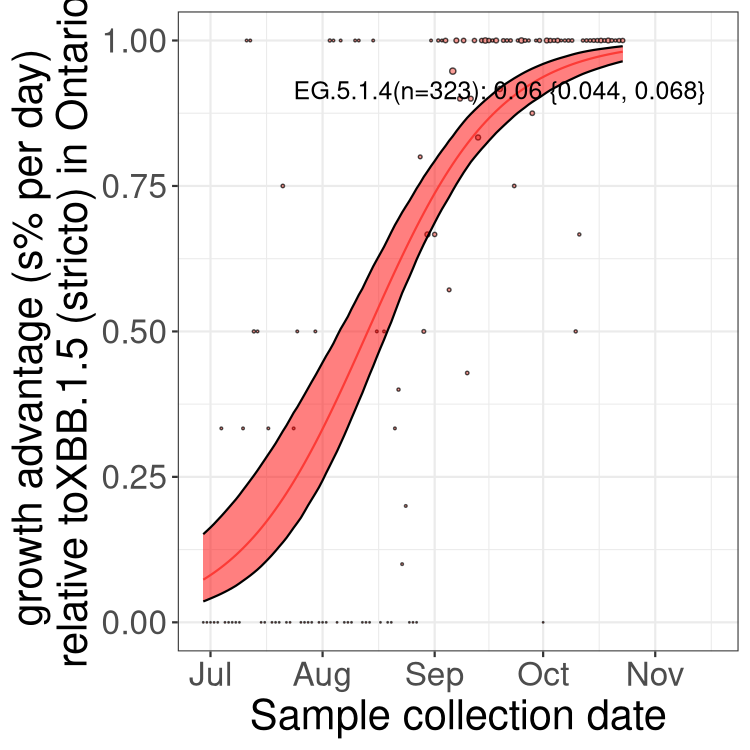 growth advantage (s% per day)
relative toXBB.1.5 (stricto) in Ontario
1.00
0.75
0.50
0.25
0.00
EG.5.1.4(n=323): 0.06 {0.044, 0.068}
Jul Aug Sep Oct Nov
Sample collection date